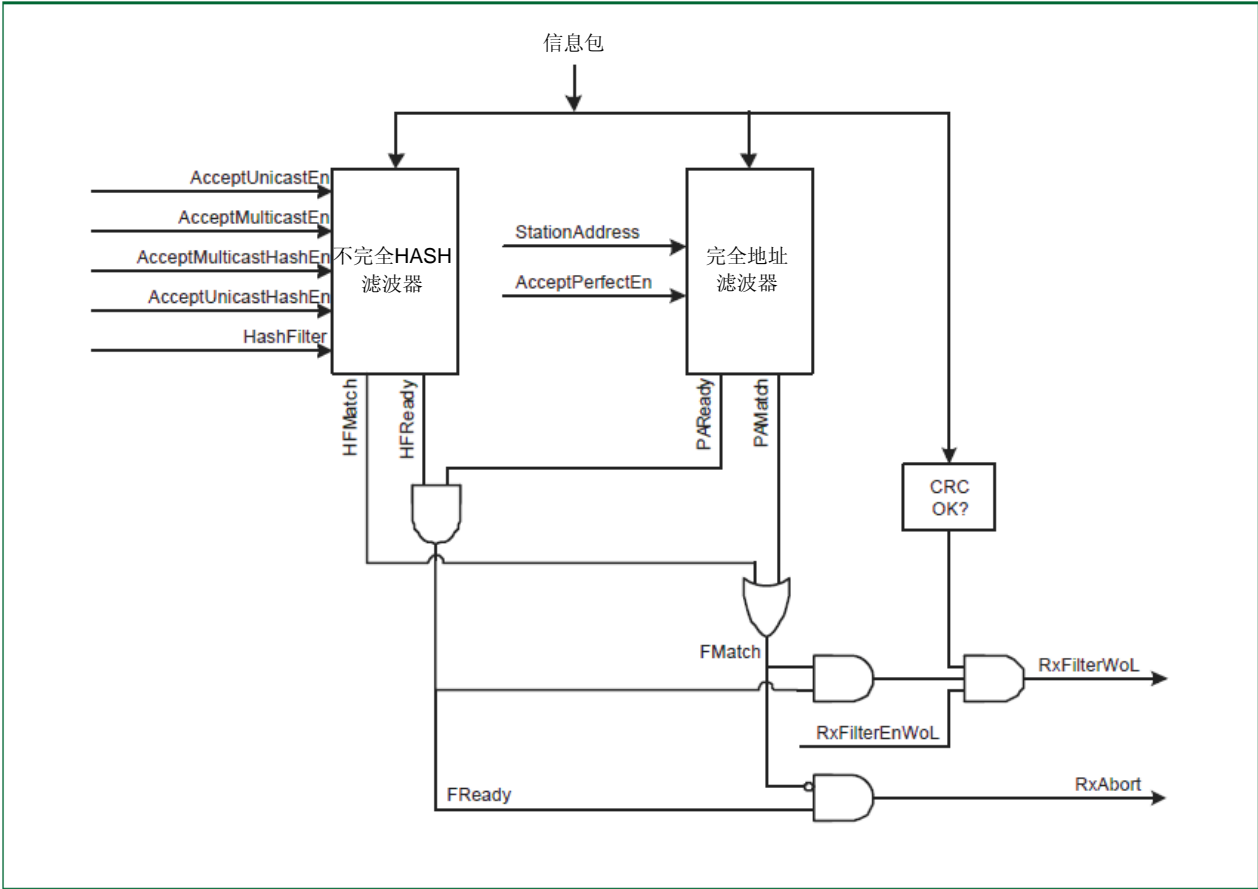 信息包
AcceptUnicastEn
AcceptMulticastEn
AcceptMulticastHashEn
AcceptUnicastHashEn
HashFilter
不完全HASH
滤波器
StationAddress
AcceptPerfectEn
完全地址
滤波器
HFMatch
HFReady
PAReady
PAMatch
CRC
OK?
FMatch
RxFilterWoL
RxFilterEnWoL
FReady
RxAbort